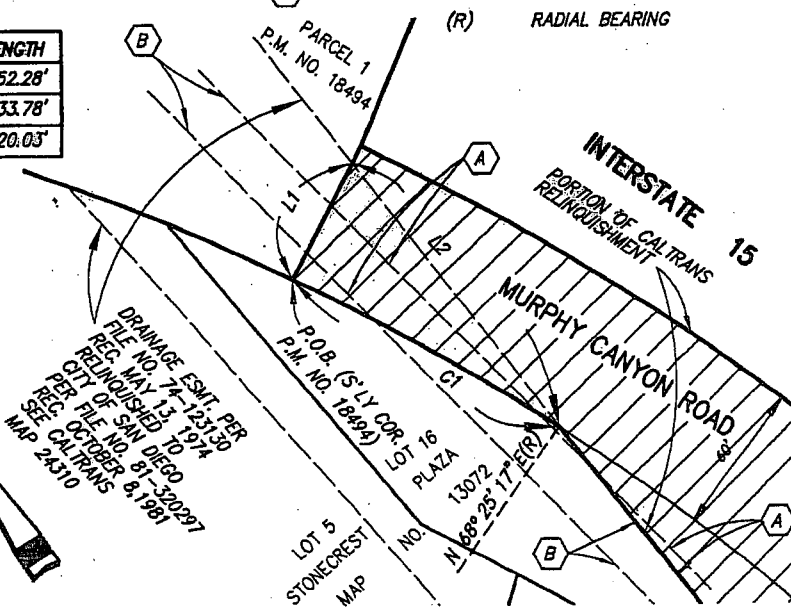 (R) RADIAL BEARING
ENGTH
52.28'
33.78'
20.03'
B
PARCEL 1
P.M. NO. 18494
A
L1
L2
INTERSTATE 15
PORTION OF CALTRANS
RELINQUISHMENT
MURPHY CANYON ROAD
60'
DRAINAGE ESMT. PER
FILE NO. 74-123130
REC. MAY 13, 1974
RELINQUISHED TO
CITY OF SAN DIEGO
PER FILE NO. 81-320297
REC. OCTOBER 8,1981
SEE CALTRANS
MAP 24310
P.O.B. (S'LY COR.
P.M. NO. 18494)
C1
LOT 16
PLAZA
13072
N 68° 25' 17" E(R)
LOT 5
STONECREST
MAP NO.
B
A